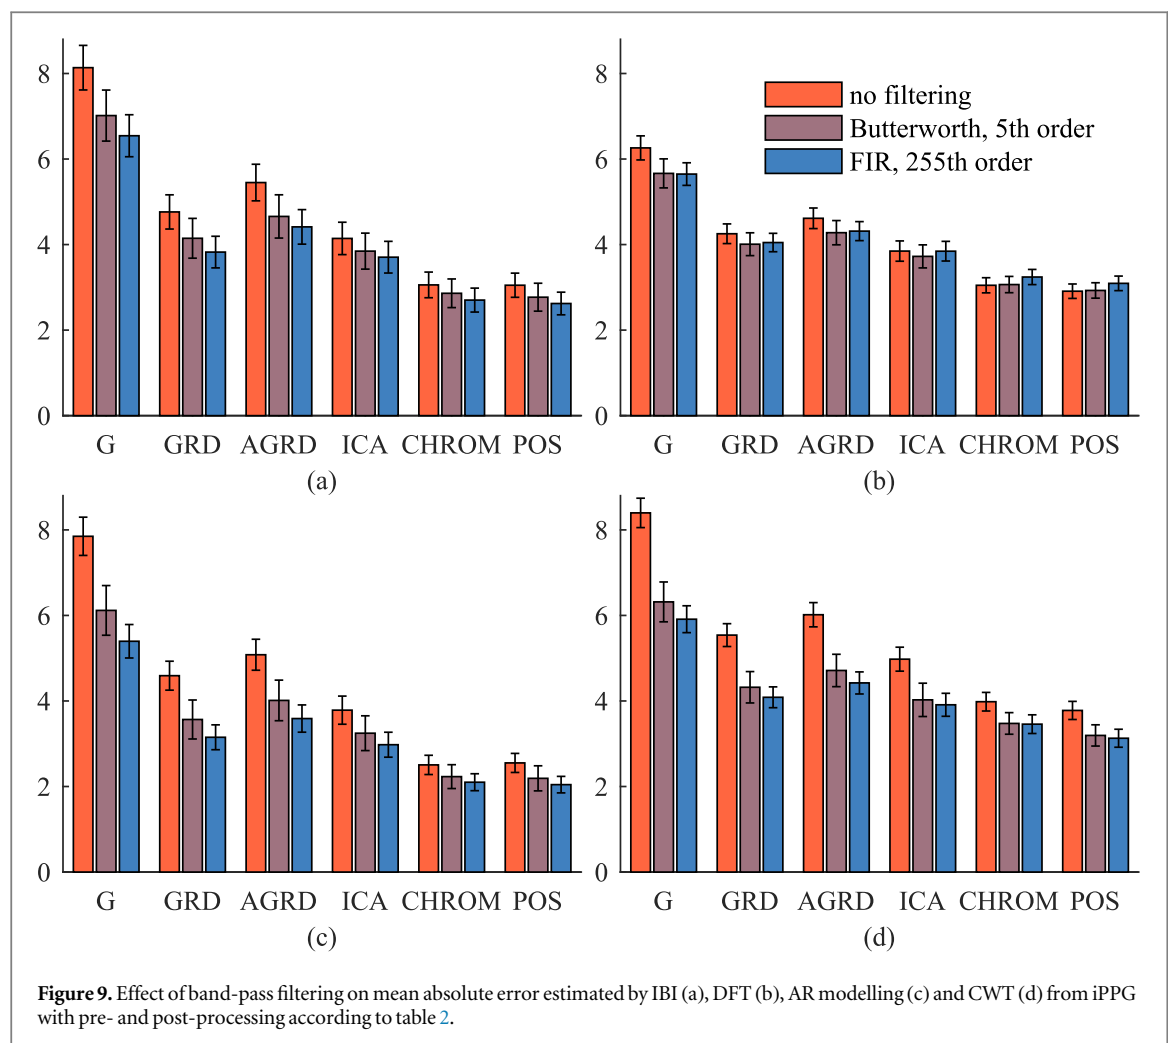 8
6
4
2
0
G GRD AGRD ICA CHROM POS
(a)
8
6
4
2
0
no filtering
Butterworth, 5th order
FIR, 255th order
G GRD AGRD ICA CHROM POS
(b)
8
6
4
2
0
G GRD AGRD ICA CHROM POS
(c)
8
6
4
2
0
G GRD AGRD ICA CHROM POS
(d)
Figure 9. Effect of band-pass filtering on mean absolute error estimated by IBI (a), DFT (b), AR modelling (c) and CWT (d) from iPPG
with pre- and post-processing according to table 2.